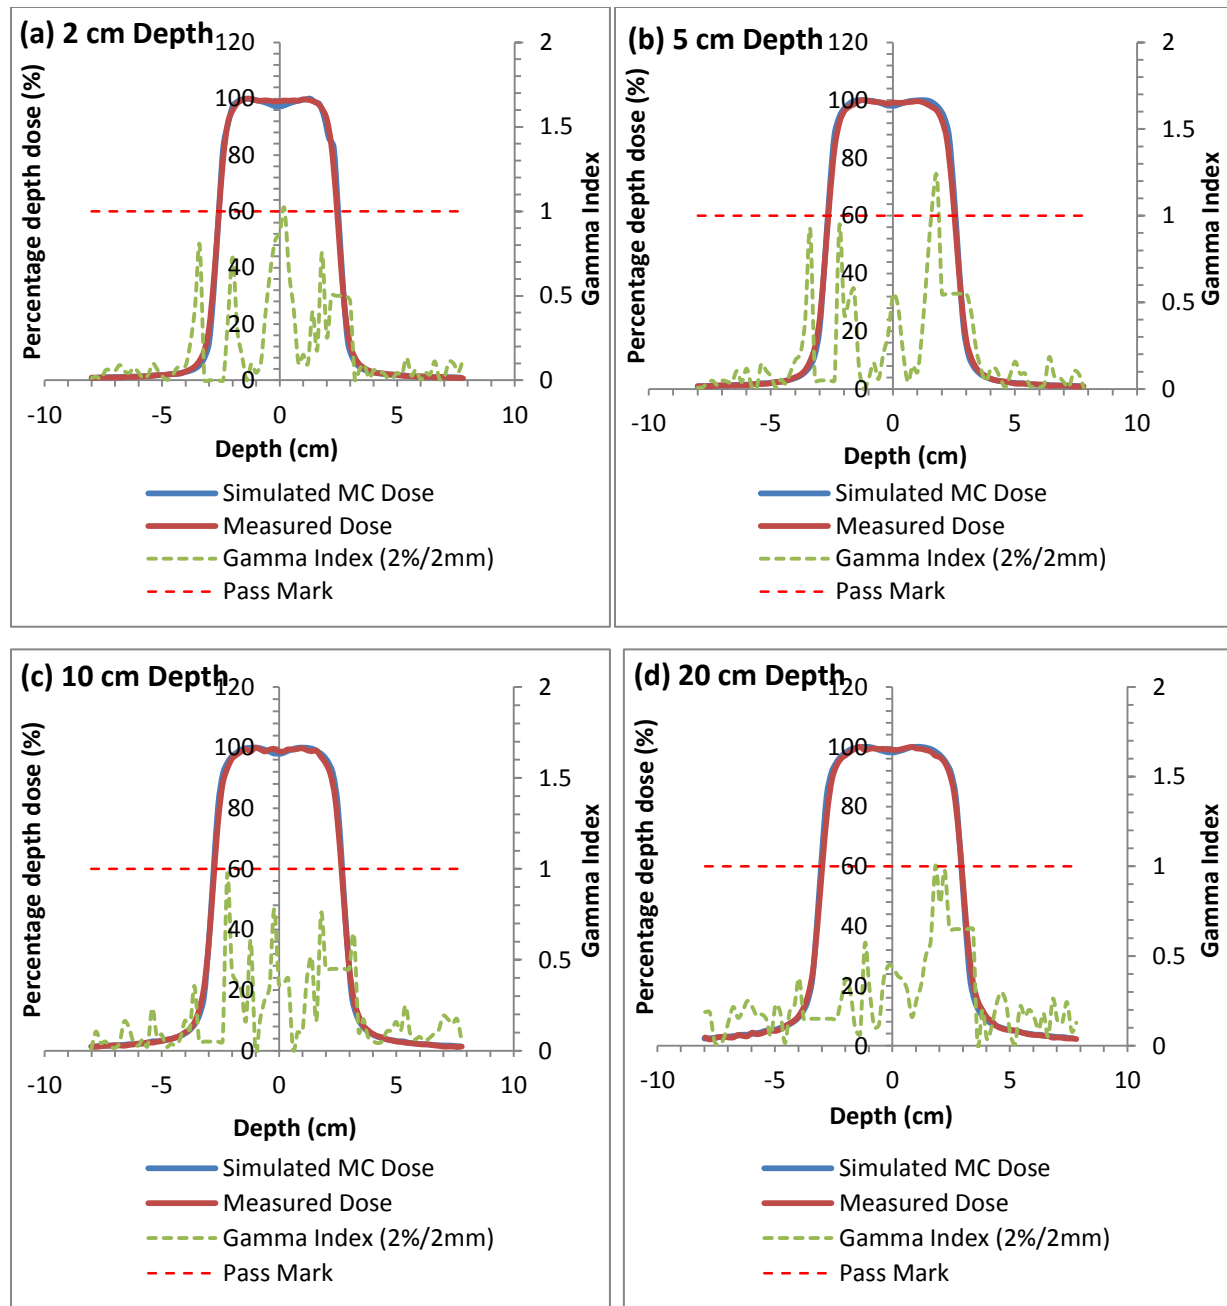 (a) 2 cm Depth
120
100
80
60
40
20
0
2
1.5
1
0.5
0
-10
-5
0
5
10
Percentage depth dose (%)
Gamma Index
Depth (cm)
Simulated MC Dose
Measured Dose
Gamma Index (2%/2mm)
Pass Mark
(b) 5 cm Depth
120
100
80
60
40
20
0
2
1.5
1
0.5
0
-10
-5
0
5
10
Percentage depth dose (%)
Gamma Index
Depth (cm)
Simulated MC Dose
Measured Dose
Gamma Index (2%/2mm)
Pass Mark
(c) 10 cm Depth
120
100
80
60
40
20
0
2
1.5
1
0.5
0
-10
-5
0
5
10
Percentage depth dose (%)
Gamma Index
Depth (cm)
Simulated MC Dose
Measured Dose
Gamma Index (2%/2mm)
Pass Mark
(d) 20 cm Depth
120
100
80
60
40
20
0
2
1.5
1
0.5
0
-10
-5
0
5
10
Percentage depth dose (%)
Gamma Index
Depth (cm)
Simulated MC Dose
Measured Dose
Gamma Index (2%/2mm)
Pass Mark